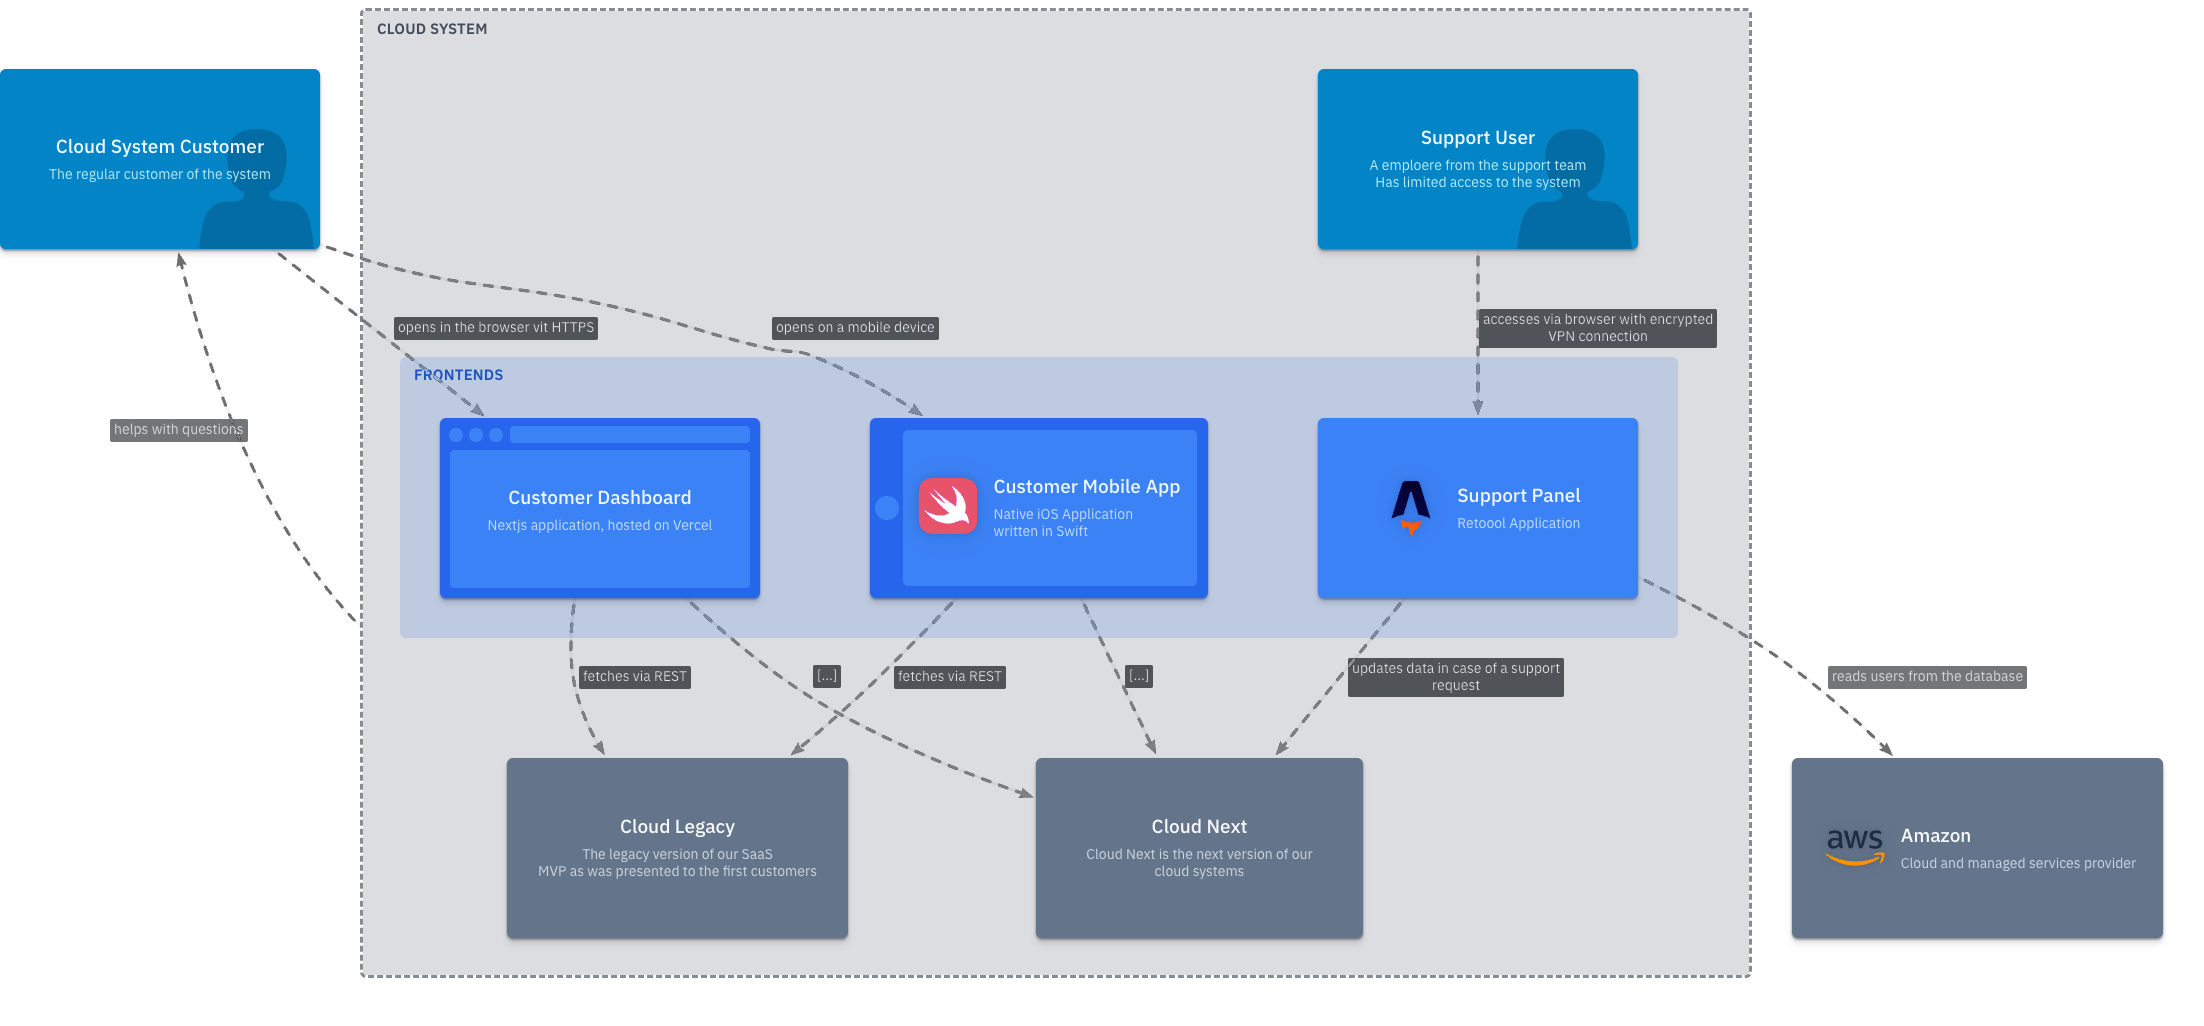 CLOUD SYSTEM
Cloud System Customer
The regular customer of the system
Support User
A emploere from the support team
Has limited access to the system
opens in the browser vit HTTPS
opens on a mobile device
accesses via browser with encrypted
VPN connection
FRONTENDS
helps with questions
Customer Dashboard
Nextjs application, hosted on Vercel
Customer Mobile App
Native iOS Application
written in Swift
Support Panel
Retoool Application
fetches via REST
[...]
fetches via REST
[...]
updates data in case of a support
request
reads users from the database
Cloud Legacy
The legacy version of our SaaS
MVP as was presented to the first customers
Cloud Next
Cloud Next is the next version of our
cloud systems
aws
Amazon
Cloud and managed services provider